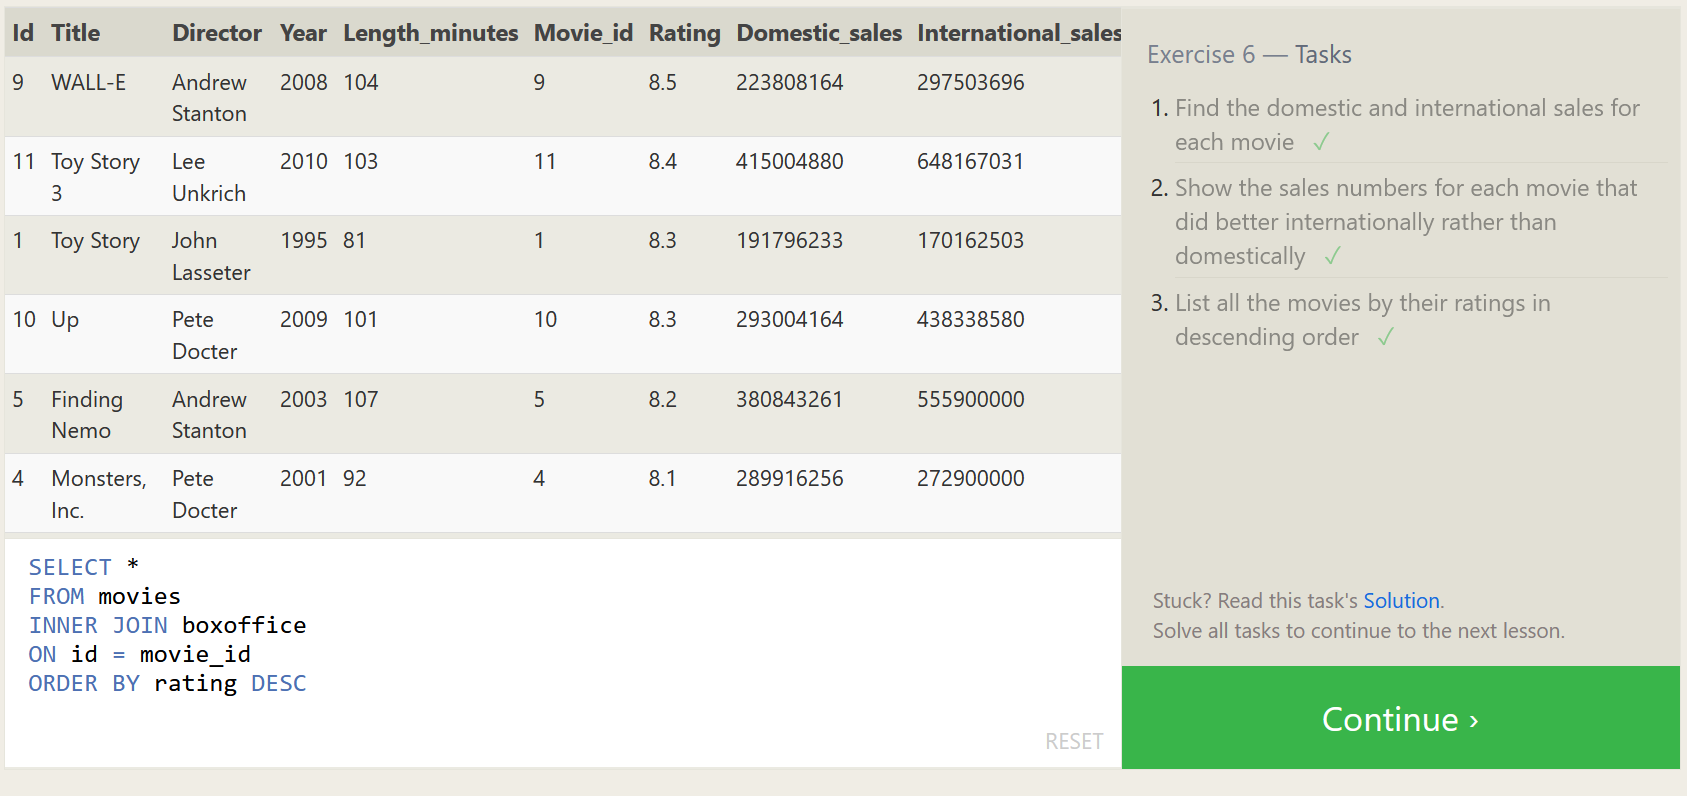 Id Title Director Year Length_minutes Movie_id Rating Domestic_sales International_sales
9 WALL-E Andrew 2008 104 9 8.5 223808164 297503696
Stanton
11 Toy Story Lee 2010 103 11 8.4 415004880 648167031
3 Unkrich
1 Toy Story John 1995 81 1 8.3 191796233 170162503
Lasseter
10 Up Pete 2009 101 10 8.3 293004164 438338580
Docter
5 Finding Andrew 2003 107 5 8.2 380843261 555900000
Nemo Stanton
4 Monsters, Pete 2001 92 4 8.1 289916256 272900000
Inc. Docter
SELECT *
FROM movies
INNER JOIN boxoffice
ON id = movie_id
ORDER BY rating DESC
RESET
Exercise 6 — Tasks
1. Find the domestic and international sales for
each movie ✓
2. Show the sales numbers for each movie that
did better internationally rather than
domestically ✓
3. List all the movies by their ratings in
descending order ✓
Stuck? Read this task's Solution.
Solve all tasks to continue to the next lesson.
Continue ›